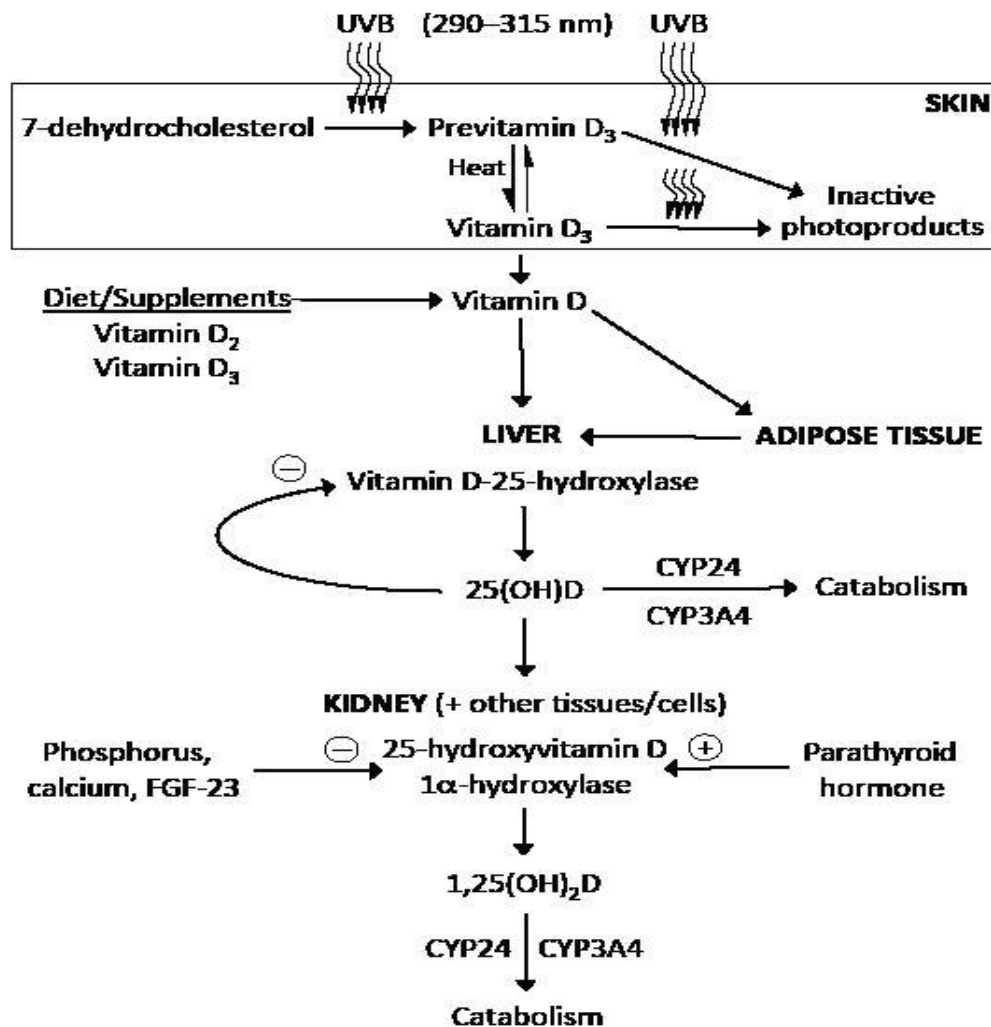 UVB (290–315 nm) UVB
SKIN
7-dehydrocholesterol Previtamin D₃
Heat
Inactive
photoproducts
Vitamin D₃
Diet/Supplements
Vitamin D₂
Vitamin D₃
Vitamin D
LIVER
ADIPOSE TISSUE
−
Vitamin D-25-hydroxylase
25(OH)D
CYP24
CYP3A4
Catabolism
KIDNEY (+ other tissues/cells)
Phosphorus,
calcium, FGF-23
−
25-hydroxyvitamin D
1α-hydroxylase
+
Parathyroid
hormone
1,25(OH)₂D
CYP24 CYP3A4
Catabolism